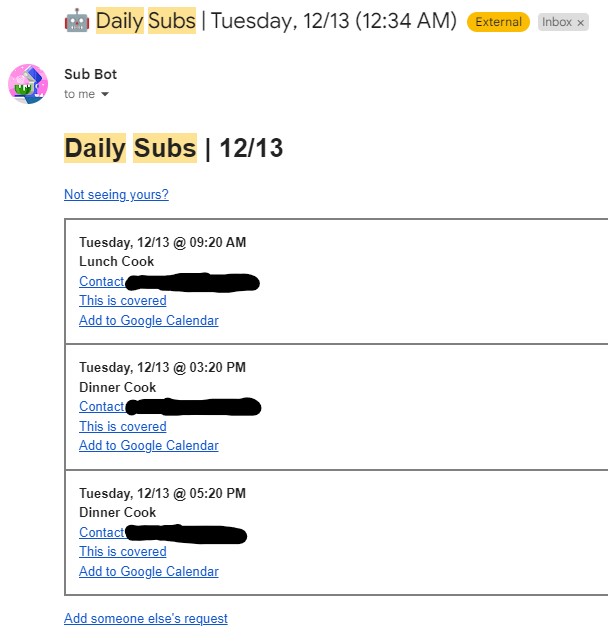 🤖 Daily Subs | Tuesday, 12/13 (12:34 AM) External Inbox ×
Sub Bot
to me
Daily Subs | 12/13
Not seeing yours?
Tuesday, 12/13 @ 09:20 AM
Lunch Cook
Contact
This is covered
Add to Google Calendar
Tuesday, 12/13 @ 03:20 PM
Dinner Cook
Contact
This is covered
Add to Google Calendar
Tuesday, 12/13 @ 05:20 PM
Dinner Cook
Contact
This is covered
Add to Google Calendar
Add someone else's request